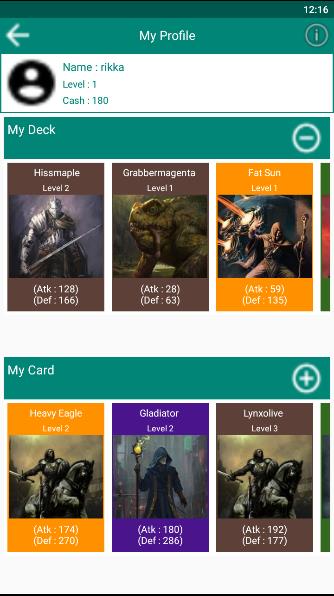 12:16
My Profile
Name : rikka
Level : 1
Cash : 180
My Deck
Hissmaple
Level 2
(Atk : 128)
(Def : 166)
Grabbermagenta
Level 1
(Atk : 28)
(Def : 63)
Fat Sun
Level 1
(Atk : 59)
(Def : 135)
My Card
Heavy Eagle
Level 2
(Atk : 174)
(Def : 270)
Gladiator
Level 2
(Atk : 180)
(Def : 286)
Lynxolive
Level 3
(Atk : 192)
(Def : 177)